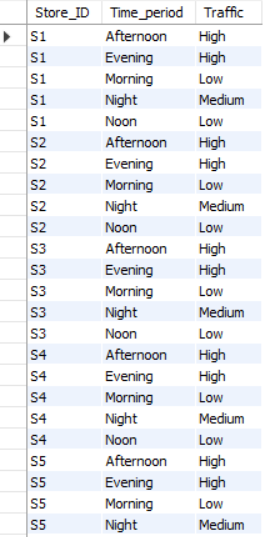 Store_ID Time_period Traffic
S1 Afternoon High
S1 Evening High
S1 Morning Low
S1 Night Medium
S1 Noon Low
S2 Afternoon High
S2 Evening High
S2 Morning Low
S2 Night Medium
S2 Noon Low
S3 Afternoon High
S3 Evening High
S3 Morning Low
S3 Night Medium
S3 Noon Low
S4 Afternoon High
S4 Evening High
S4 Morning Low
S4 Night Medium
S4 Noon Low
S5 Afternoon High
S5 Evening High
S5 Morning Low
S5 Night Medium